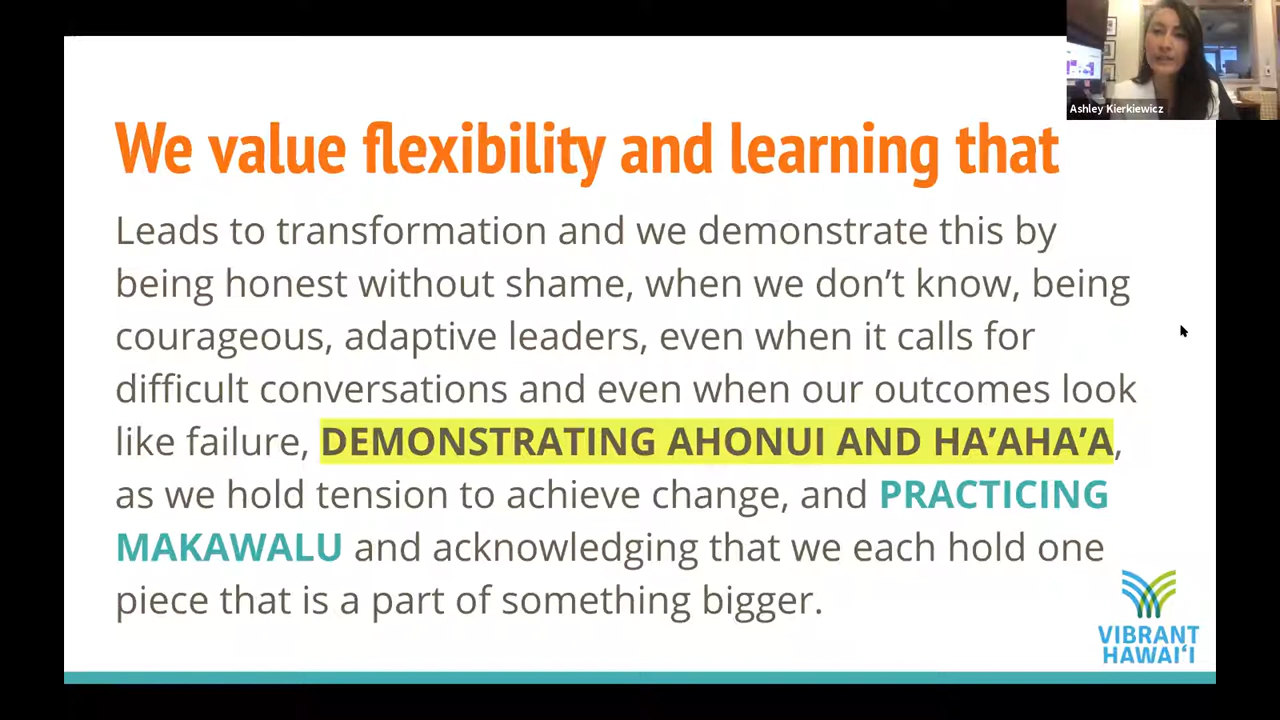 Ashley Kierkiewicz
We value flexibility and learning that
Leads to transformation and we demonstrate this by
being honest without shame, when we don’t know, being
courageous, adaptive leaders, even when it calls for
difficult conversations and even when our outcomes look
like failure, DEMONSTRATING AHONUI AND HA’AHA’A,
as we hold tension to achieve change, and PRACTICING
MAKAWALU and acknowledging that we each hold one
piece that is a part of something bigger.
VIBRANT
HAWAIʻI